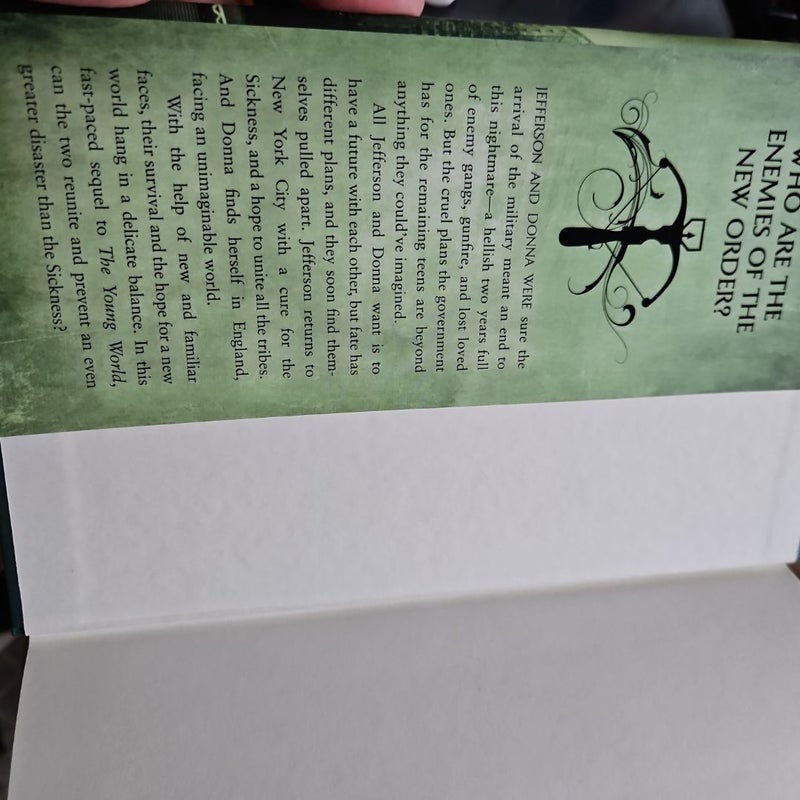 WHO ARE THE
ENEMIES OF THE
NEW ORDER?
JEFFERSON AND DONNA WERE sure the
arrival of the military meant an end to
this nightmare—a hellish two years full
of enemy gangs, gunfire, and lost loved
ones. But the cruel plans the government
has for the remaining teens are beyond
anything they could've imagined.
All Jefferson and Donna want is to
have a future with each other, but fate has
different plans, and they soon find them-
selves pulled apart. Jefferson returns to
New York City with a cure for the
Sickness, and a hope to unite all the tribes.
And Donna finds herself in England,
facing an unimaginable world.
With the help of new and familiar
faces, their survival and the hope for a new
world hang in a delicate balance. In this
fast-paced sequel to The Young World,
can the two reunite and prevent an even
greater disaster than the Sickness?